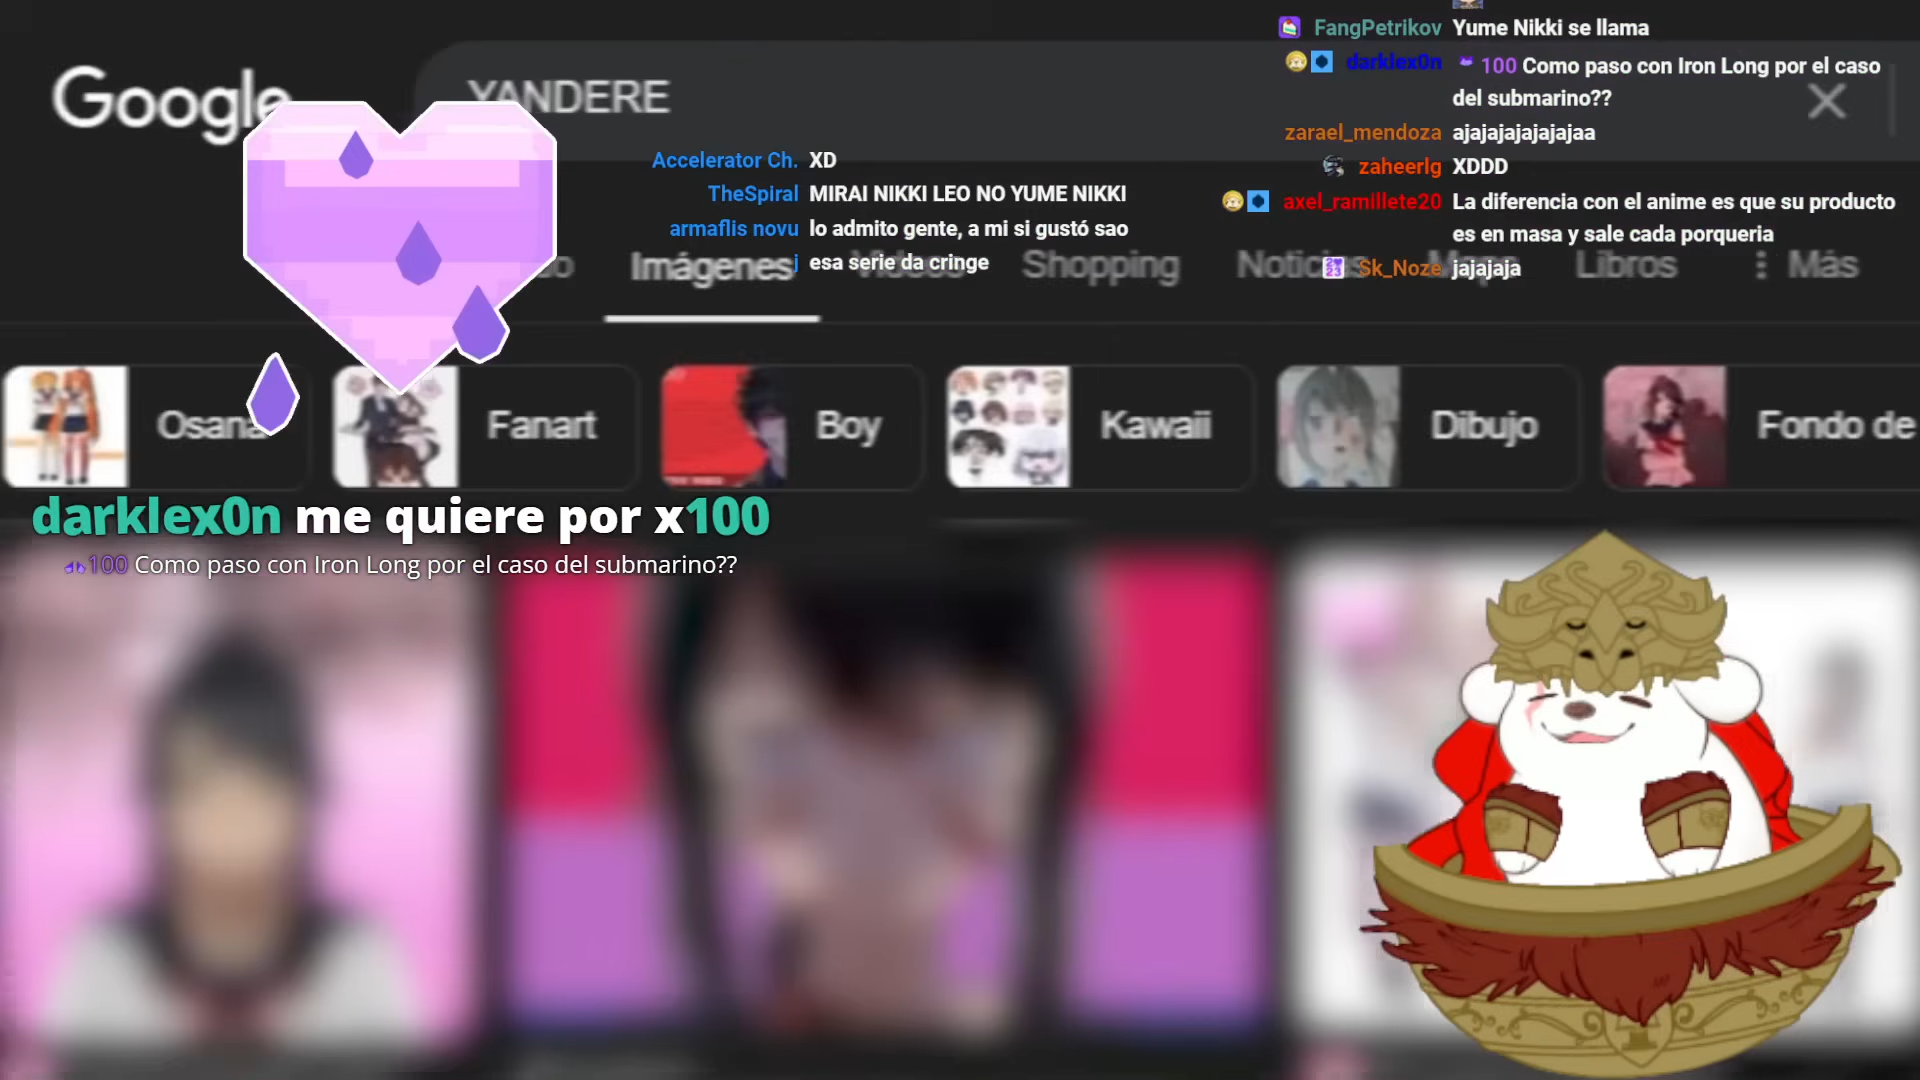 Google
YANDERE
FangPetrikov Yume Nikki se llama
darklex0n 100 Como paso con Iron Long por el caso
del submarino??
zarael_mendoza ajajajajajajajaa
zaheerlg XDDD
axel_ramillete20 La diferencia con el anime es que su producto
es en masa y sale cada porqueria
Sk_Noze jajajaja
Accelerator Ch. XD
TheSpiral MIRAI NIKKI LEO NO YUME NIKKI
armaflis novu lo admito gente, a mi si gustó sao
j esa serie da cringe
Imágenes Shopping Libros Más
Osana Fanart Boy Kawaii Dibujo Fondo de
darklex0n me quiere por x100
100 Como paso con Iron Long por el caso del submarino??